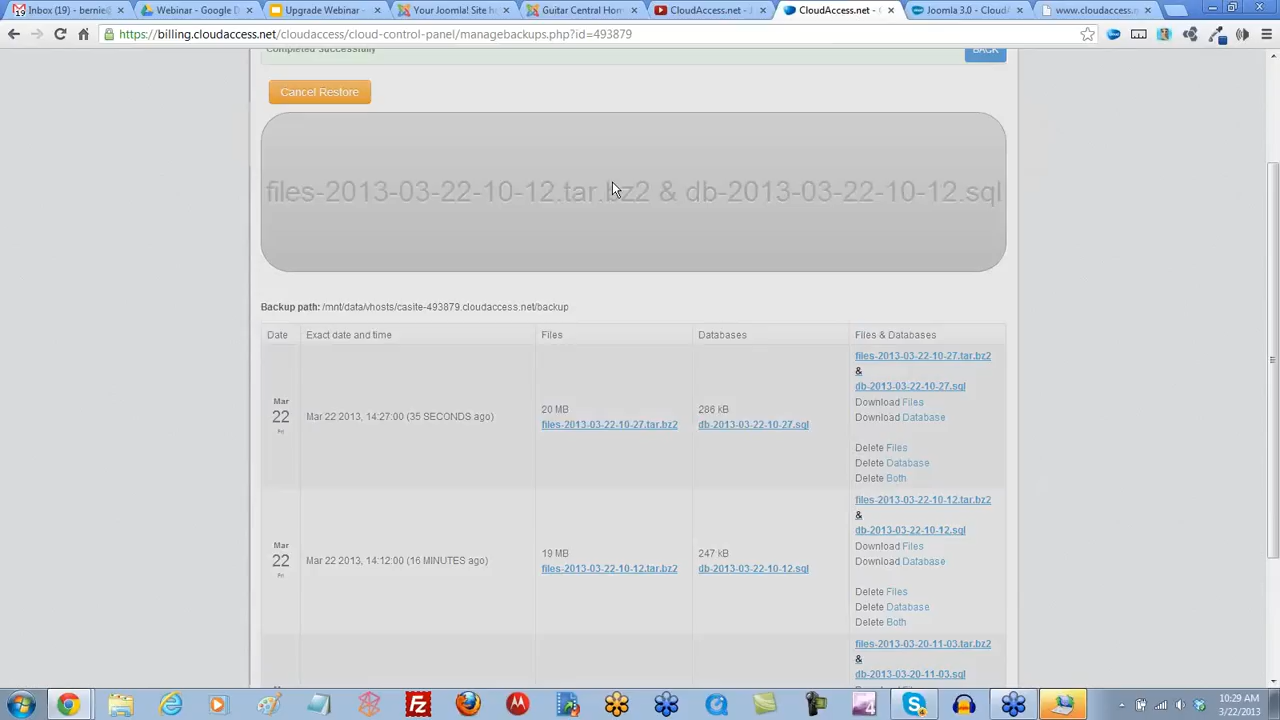 Inbox (19) - bernie
Webinar - Google D
Upgrade Webinar -
Your Joomla! Site h
Guitar Central Hom
CloudAccess.net - J
CloudAccess.net - C
Joomla 3.0 - Cloud
www.cloudaccess.n
https://billing.cloudaccess.net/cloudaccess/cloud-control-panel/managebackups.php?id=493879
Completed Successfully
BACK
Cancel Restore
files-2013-03-22-10-12.tar.bz2 & db-2013-03-22-10-12.sql
Backup path: /mnt/data/vhosts/casite-493879.cloudaccess.net/backup
Date Exact date and time Files Databases Files & Databases
files-2013-03-22-10-27.tar.bz2
&
db-2013-03-22-10-27.sql
Download Files
Download Database
Delete Files
Delete Database
Delete Both
Mar
22
Fri
Mar 22 2013, 14:27:00 (35 SECONDS ago)
20 MB
files-2013-03-22-10-27.tar.bz2
286 kB
db-2013-03-22-10-27.sql
files-2013-03-22-10-12.tar.bz2
&
db-2013-03-22-10-12.sql
Download Files
Download Database
Delete Files
Delete Database
Delete Both
Mar
22
Fri
Mar 22 2013, 14:12:00 (16 MINUTES ago)
19 MB
files-2013-03-22-10-12.tar.bz2
247 kB
db-2013-03-22-10-12.sql
files-2013-03-20-11-03.tar.bz2
&
db-2013-03-20-11-03.sql
10:29 AM
3/22/2013